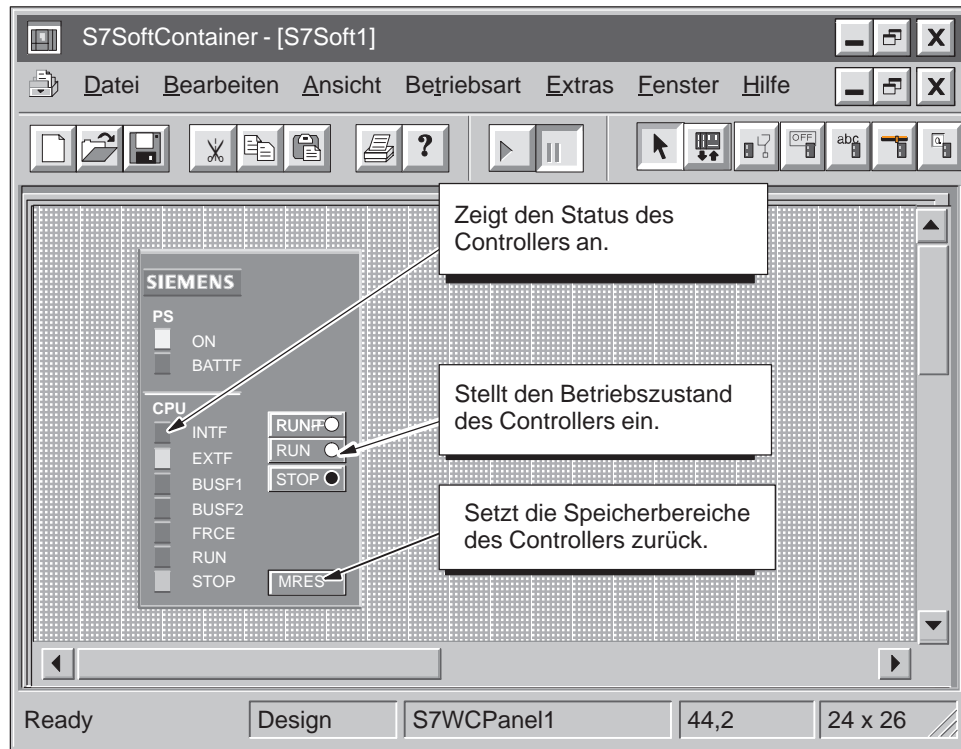 S7SoftContainer - [S7Soft1]
Datei Bearbeiten Ansicht Betriebsart Extras Fenster Hilfe
? OFF abc a
Zeigt den Status des
Controllers an.
SIEMENS
PS
ON
BATTF
Stellt den Betriebszustand
des Controllers ein.
CPU
INTF
EXTF
BUSF1
BUSF2
FRCE
RUN
STOP
RUN
STOP
MRES
Setzt die Speicherbereiche
des Controllers zurück.
Ready Design S7WCPanel1 44,2 24 x 26